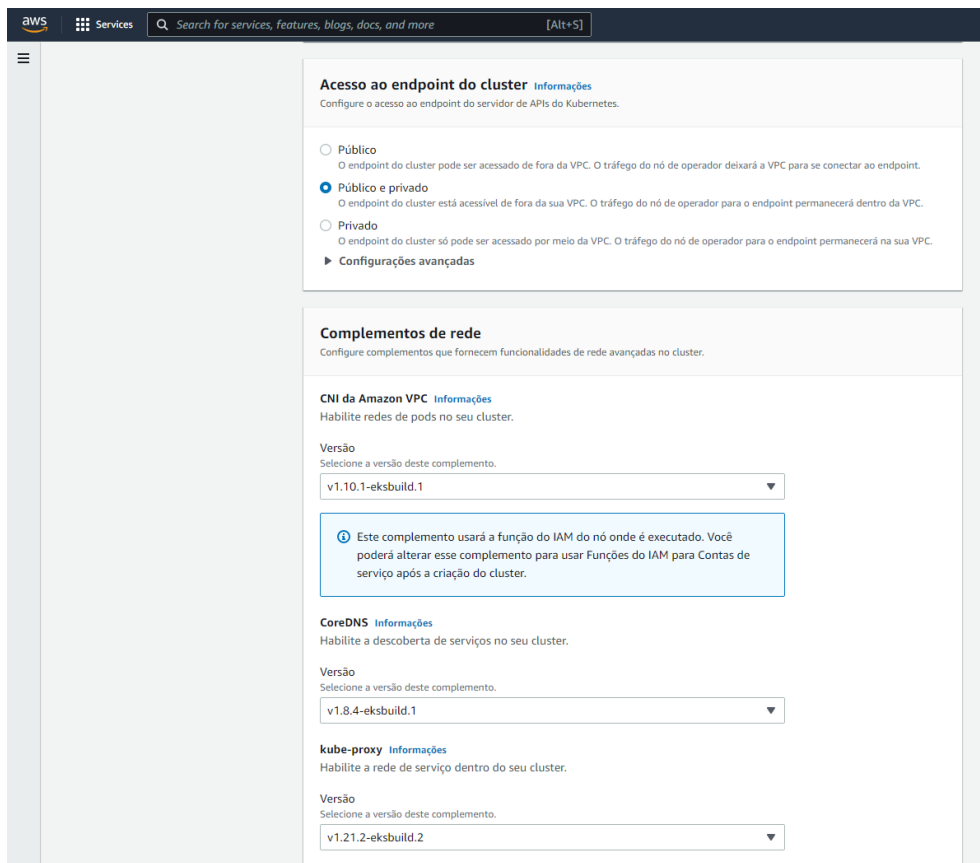 aws Services Search for services, features, blogs, docs, and more [Alt+S]
Acesso ao endpoint do cluster Informações
Configure o acesso ao endpoint do servidor de APIs do Kubernetes.
Público
O endpoint do cluster pode ser acessado de fora da VPC. O tráfego do nó de operador deixará a VPC para se conectar ao endpoint.
Público e privado
O endpoint do cluster está acessível de fora da sua VPC. O tráfego do nó de operador para o endpoint permanecerá dentro da VPC.
Privado
O endpoint do cluster só pode ser acessado por meio da VPC. O tráfego do nó de operador para o endpoint permanecerá na sua VPC.
Configurações avançadas
Complementos de rede
Configure complementos que fornecem funcionalidades de rede avançadas no cluster.
CNI da Amazon VPC Informações
Habilite redes de pods no seu cluster.
Versão
Selecione a versão deste complemento.
v1.10.1-eksbuild.1
Este complemento usará a função do IAM do nó onde é executado. Você
poderá alterar esse complemento para usar Funções do IAM para Contas de
serviço após a criação do cluster.
CoreDNS Informações
Habilite a descoberta de serviços no seu cluster.
Versão
Selecione a versão deste complemento.
v1.8.4-eksbuild.1
kube-proxy Informações
Habilite a rede de serviço dentro do seu cluster.
Versão
Selecione a versão deste complemento.
v1.21.2-eksbuild.2